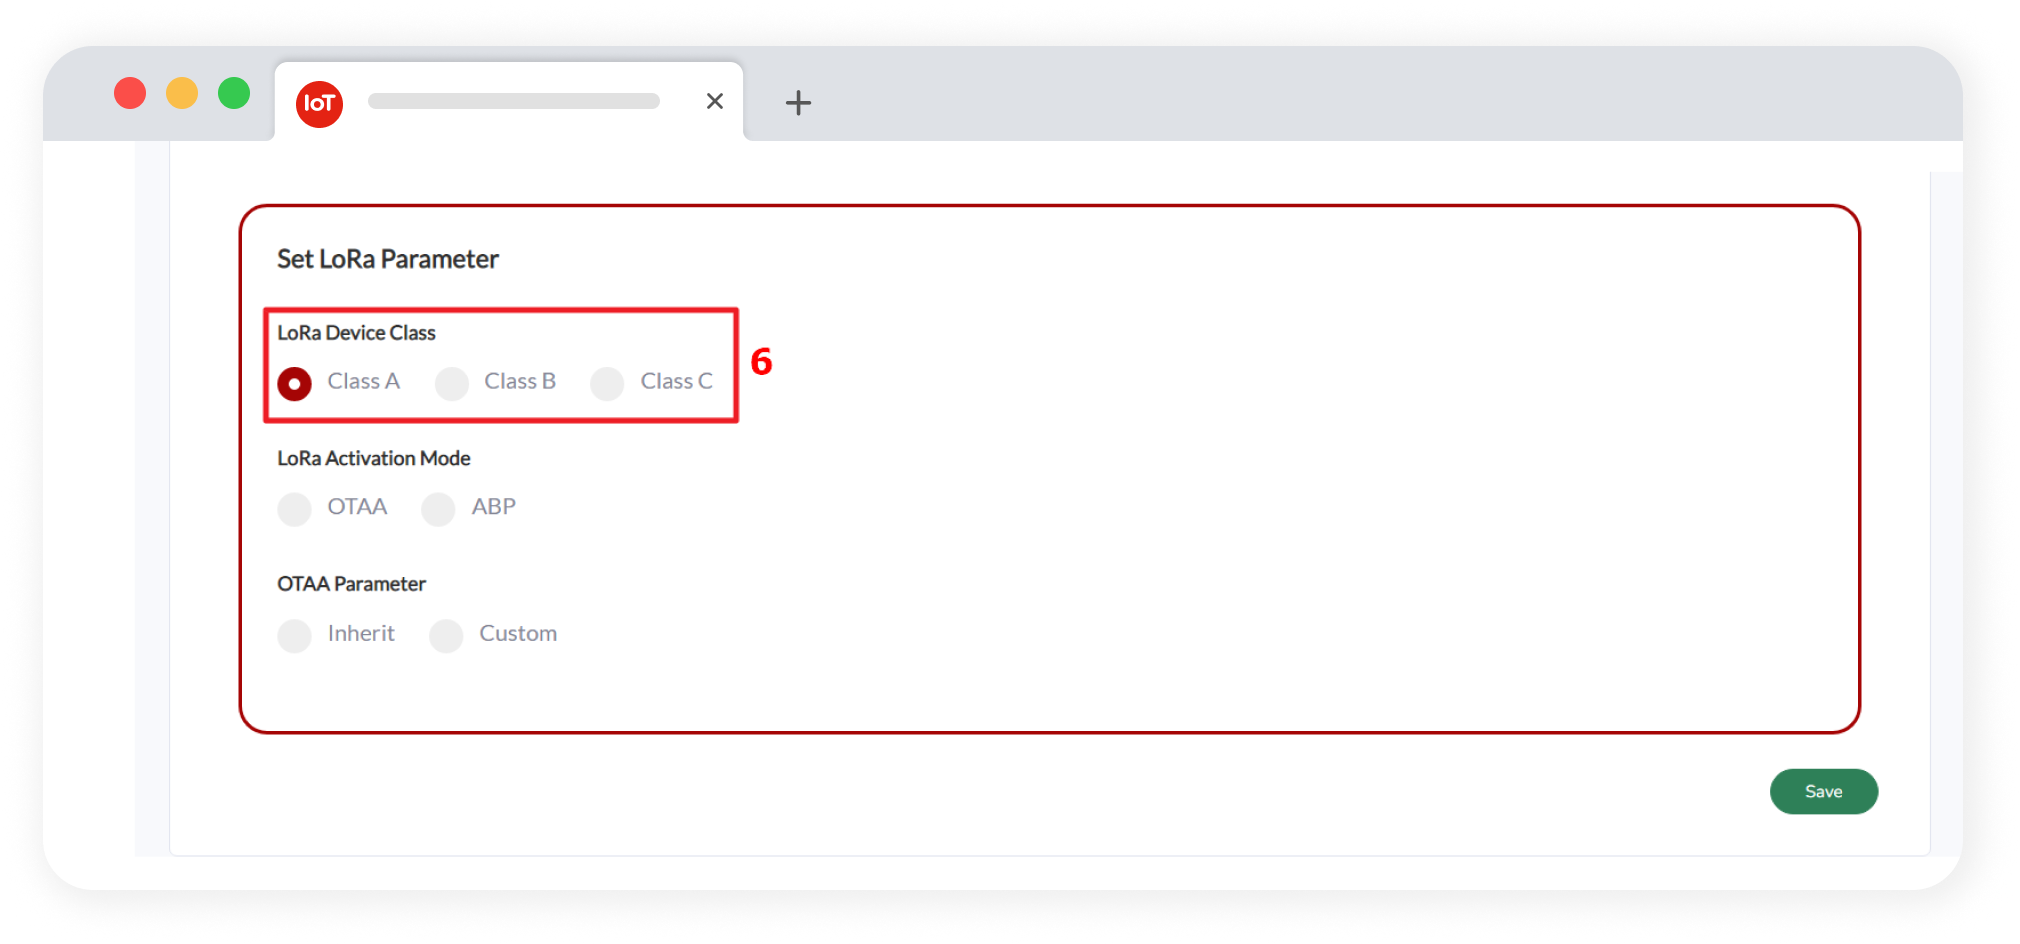 IoT
Set LoRa Parameter
LoRa Device Class
Class A Class B Class C
6
LoRa Activation Mode
OTAA ABP
OTAA Parameter
Inherit Custom
Save